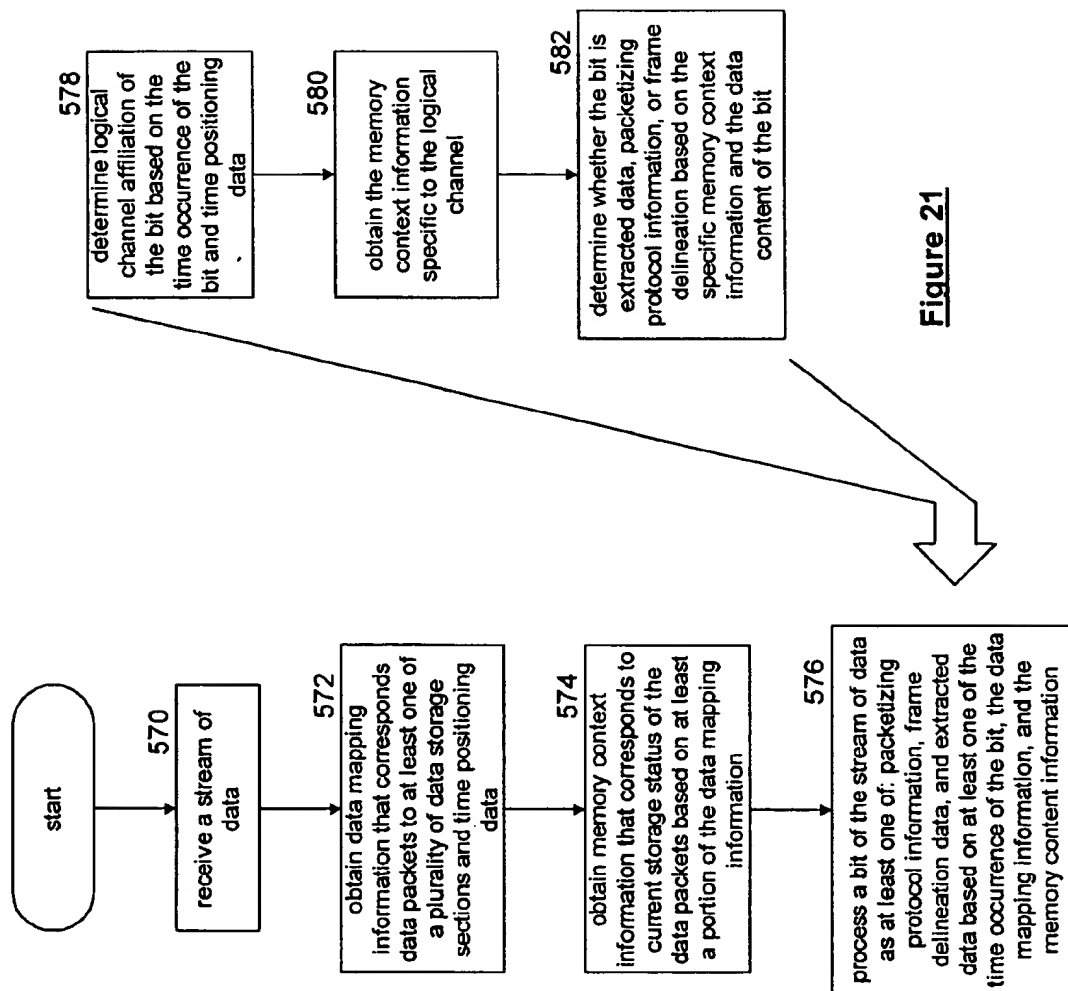 start
570
receive a stream of
data
572
obtain data mapping
information that corresponds
data packets to at least one of
a plurality of data storage
sections and time positioning
data
574
obtain memory context
information that corresponds to
current storage status of the
data packets based on at least
a portion of the data mapping
information
576
process a bit of the stream of data
as at least one of: packetizing
protocol information, frame
delineation data, and extracted
data based on at least one of the
time occurrence of the bit, the data
mapping information, and the
memory content information
578
determine logical
channel affiliation of
the bit based on the
time occurrence of the
bit and time positioning
data
580
obtain the memory
context information
specific to the logical
channel
582
determine whether the bit is
extracted data, packetizing
protocol information, or frame
delineation based on the
specific memory context
information and the data
content of the bit
Figure 21